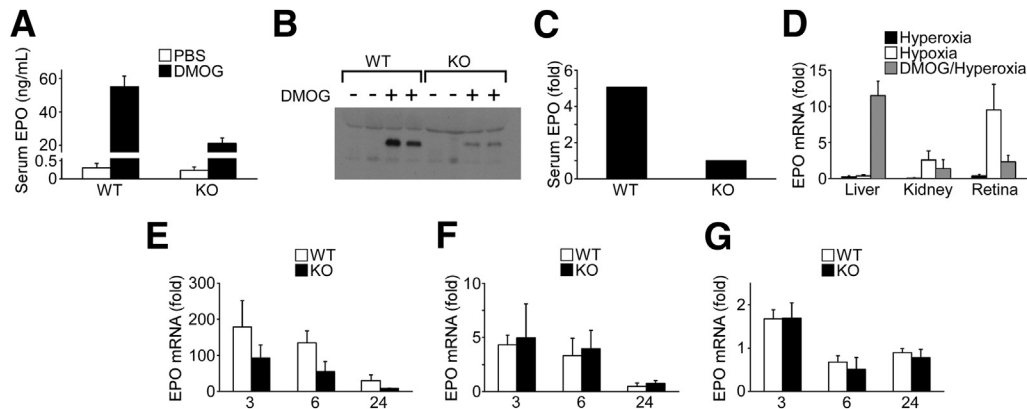 A
Serum EPO (ng/mL)
PBS
DMOG
60
40
20
0.5
0
WT KO
B
WT KO
DMOG - - + + - - + +
C
Serum EPO (fold)
6
4
2
0
WT KO
D
Hyperoxia
Hypoxia
DMOG/Hyperoxia
EPO mRNA (fold)
15
10
5
0
Liver Kidney Retina
E
WT
KO
EPO mRNA (fold)
300
200
100
0
3 6 24
F
WT
KO
EPO mRNA (fold)
10
5
0
3 6 24
G
WT
KO
EPO mRNA (fold)
2
1
0
3 6 24